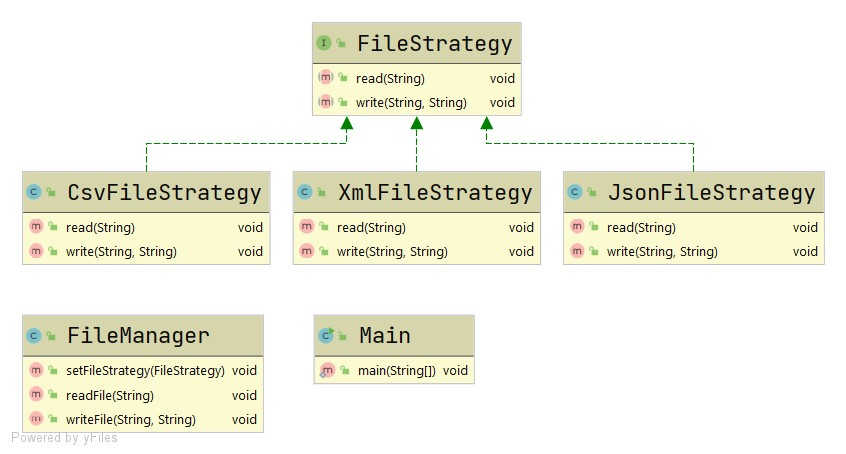 FileStrategy
read(String) void
write(String, String) void
CsvFileStrategy
read(String) void
write(String, String) void
XmlFileStrategy
read(String) void
write(String, String) void
JsonFileStrategy
read(String) void
write(String, String) void
FileManager
setFileStrategy(FileStrategy) void
readFile(String) void
writeFile(String, String) void
Main
main(String[]) void
Powered by yFiles